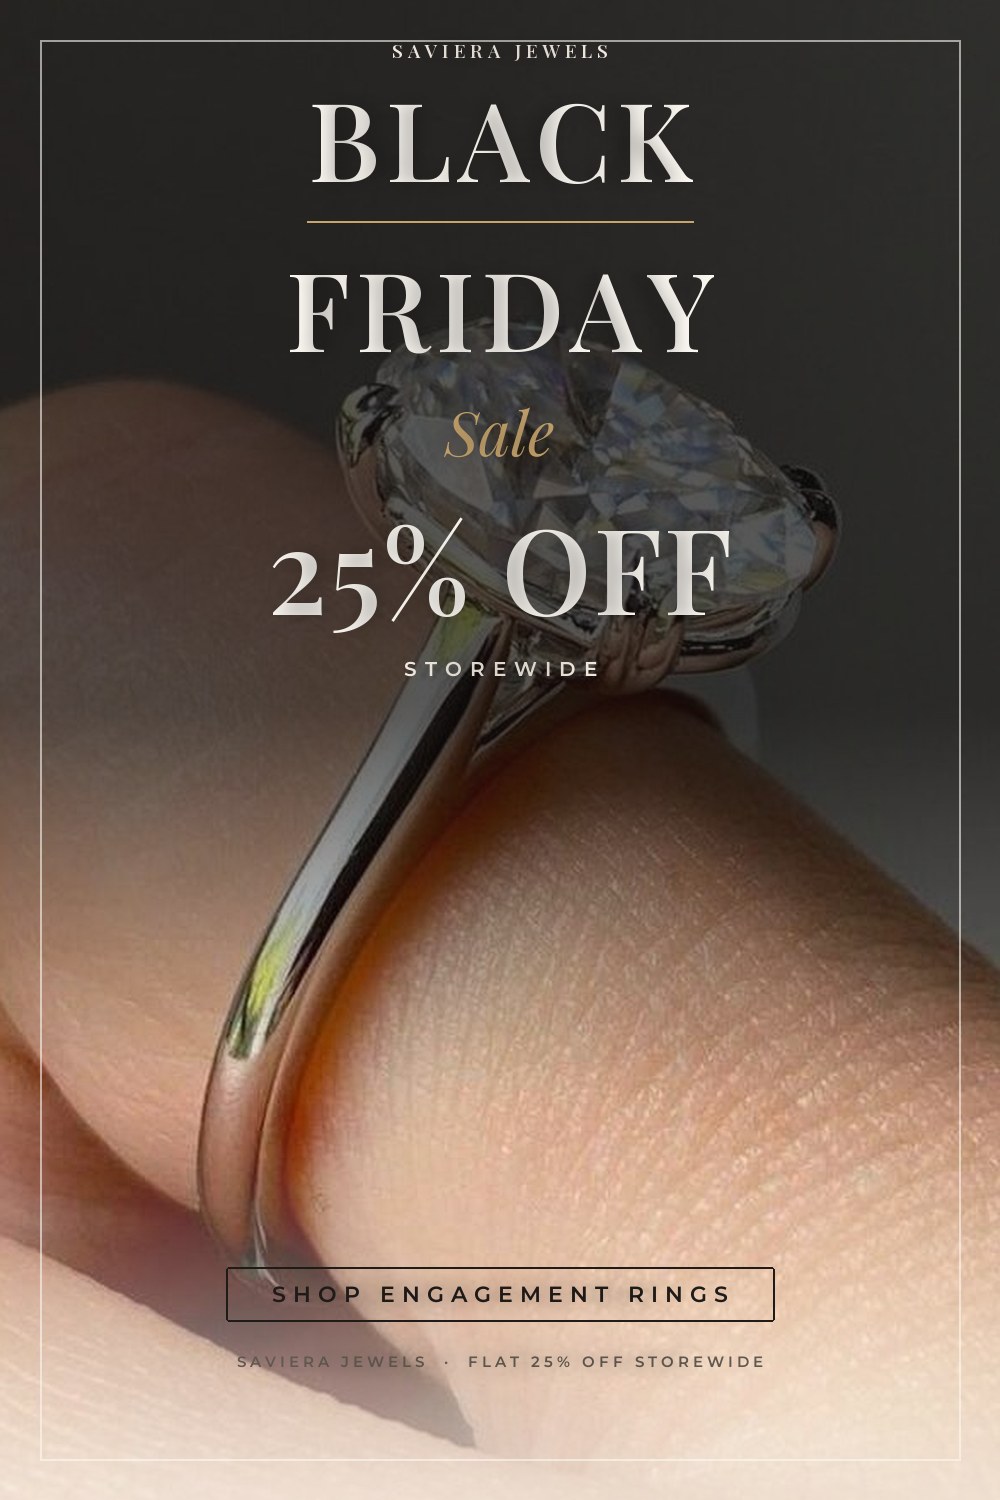 SAVIERA JEWELS
BLACK
FRIDAY
Sale
25% OFF
STOREWIDE
SHOP ENGAGEMENT RINGS
SAVIERA JEWELS · FLAT 25% OFF STOREWIDE